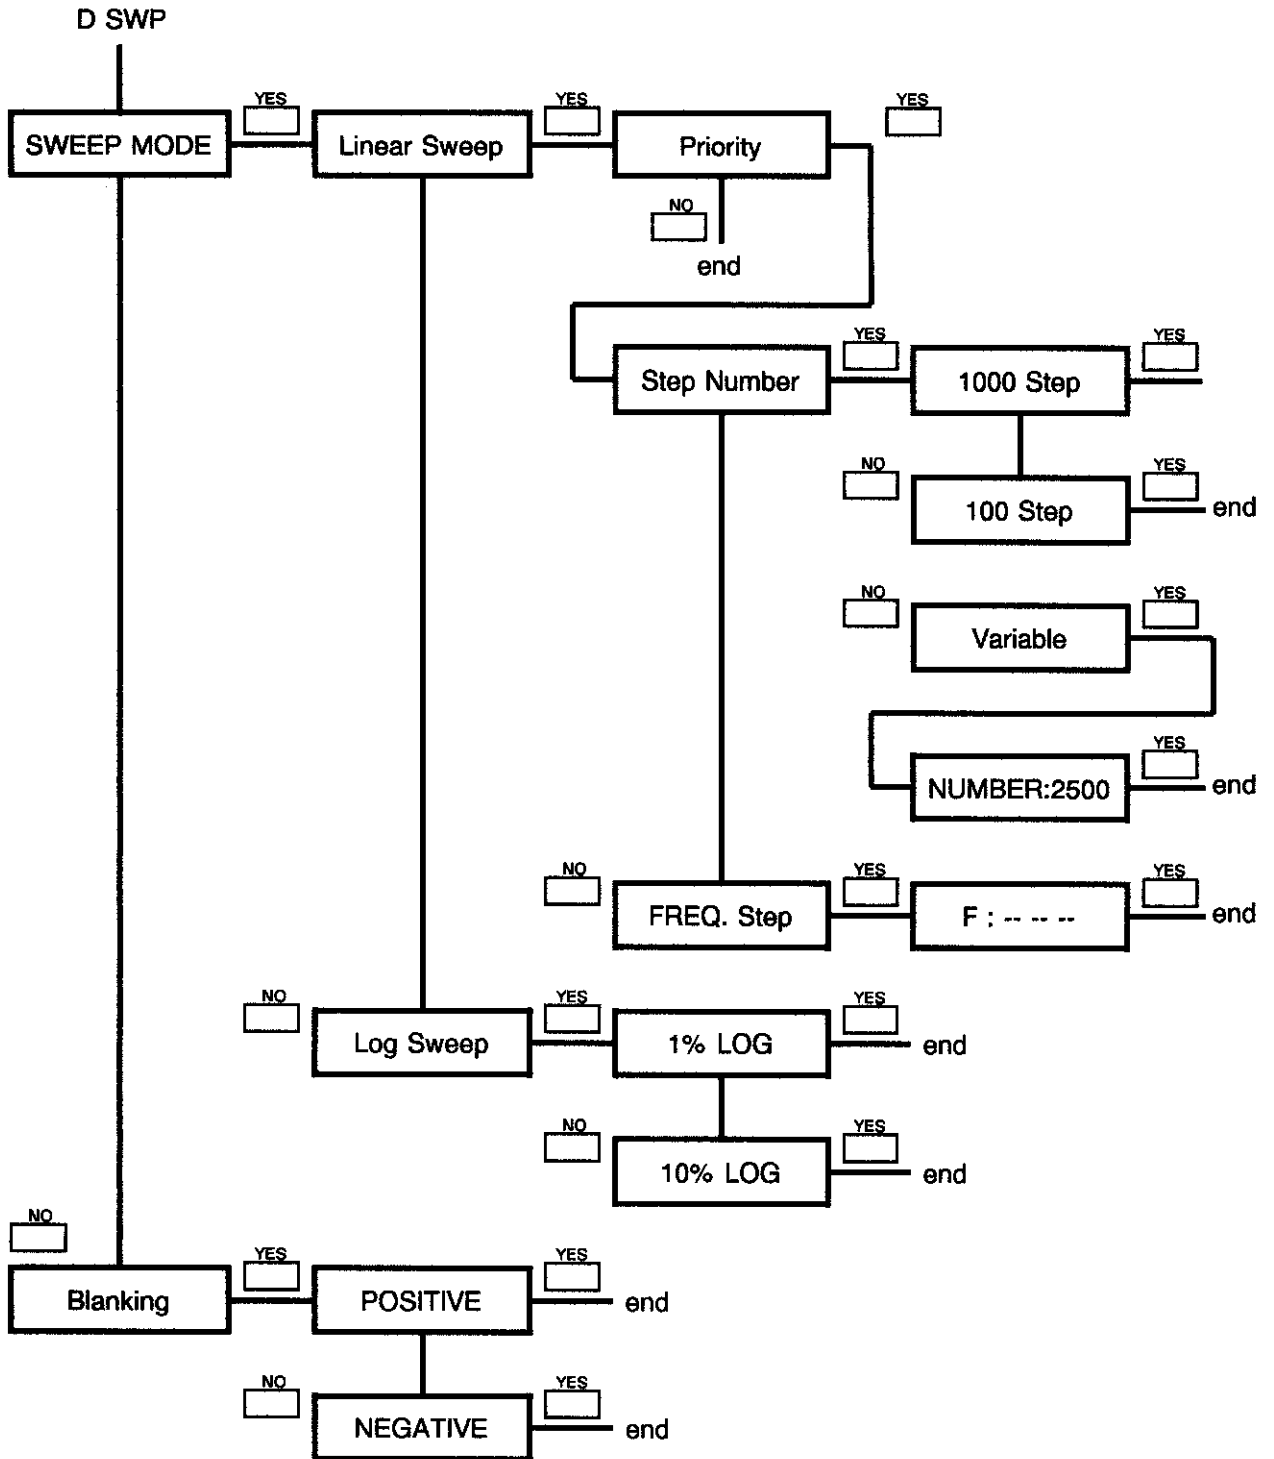 D SWP
YES
YES
YES
SWEEP MODE
Linear Sweep
Priority
NO
end
YES
YES
Step Number
1000 Step
NO
YES
100 Step
end
NO
YES
Variable
YES
NUMBER:2500
end
NO
YES
YES
FREQ. Step
F : -- -- --
end
NO
YES
YES
Log Sweep
1% LOG
end
NO
YES
10% LOG
end
NO
YES
YES
Blanking
POSITIVE
end
NO
YES
NEGATIVE
end